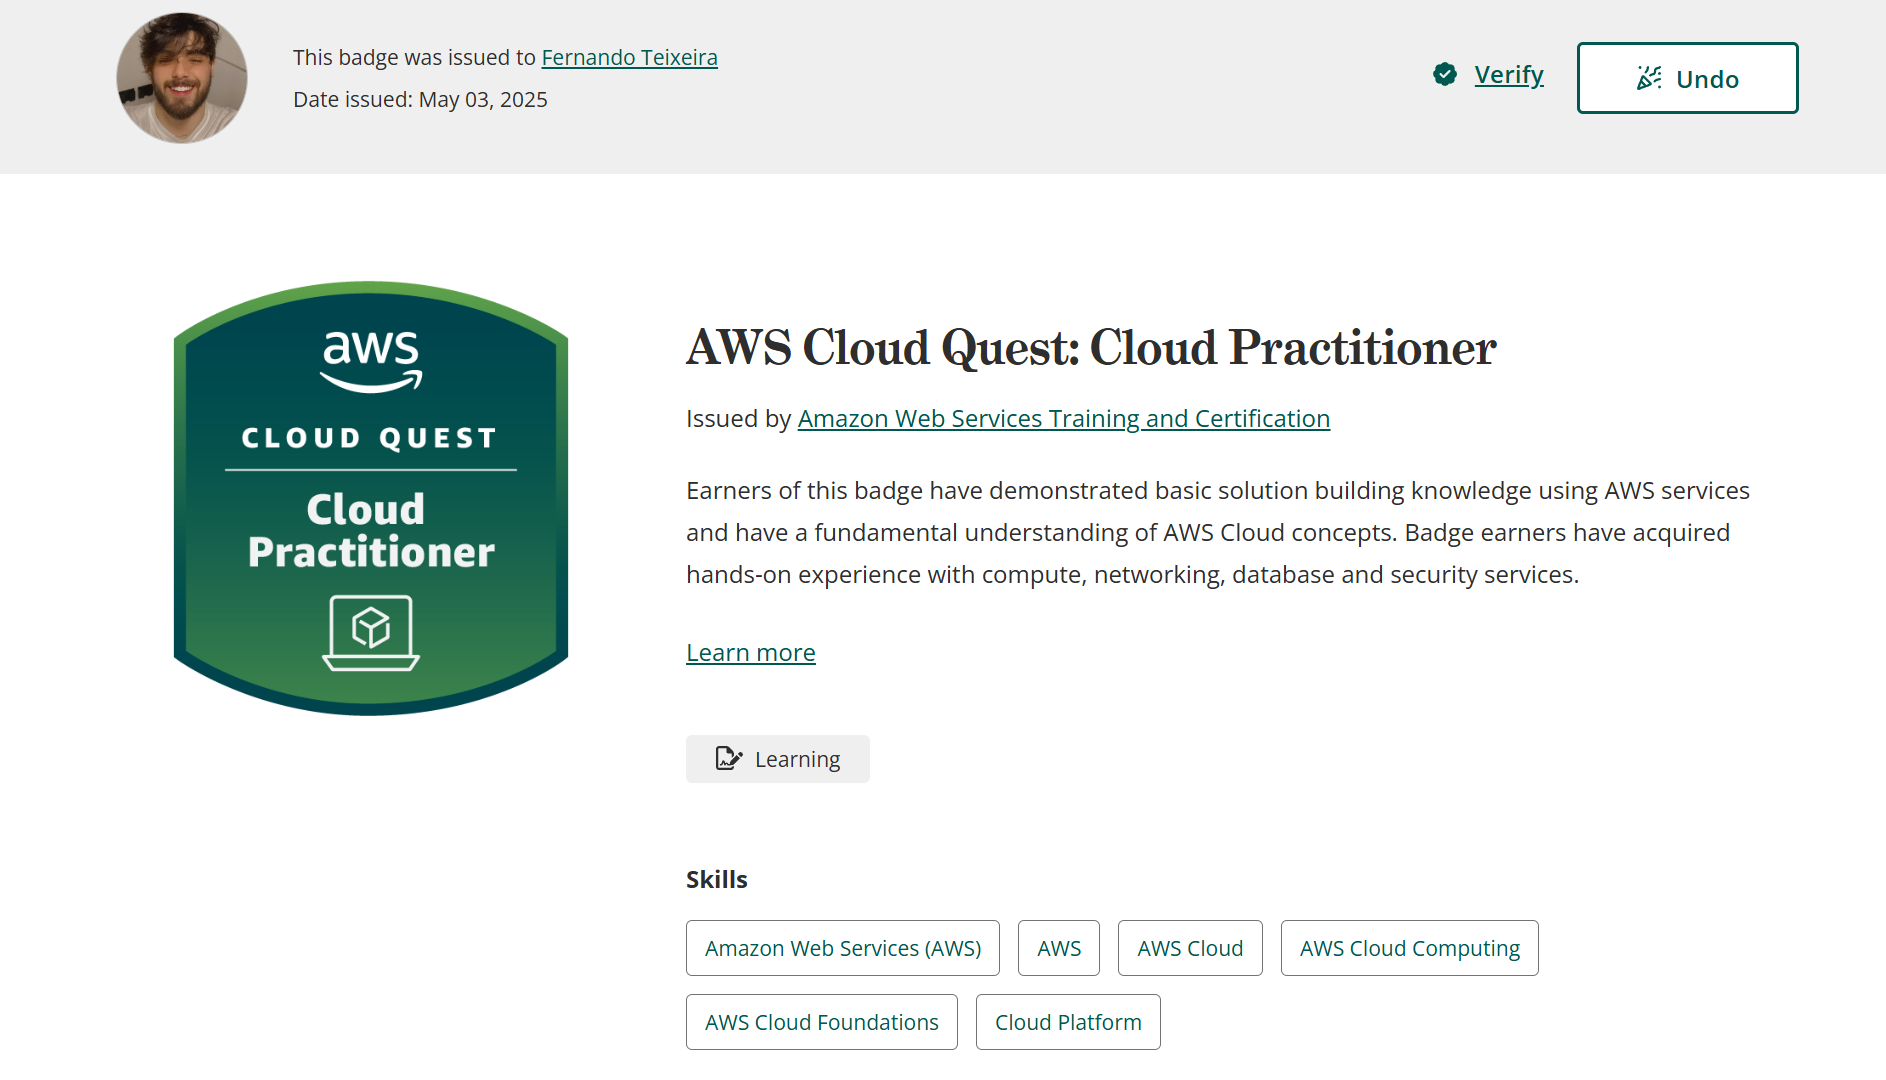 This badge was issued to Fernando Teixeira
Date issued: May 03, 2025
Verify
Undo
aws
CLOUD QUEST
Cloud
Practitioner
AWS Cloud Quest: Cloud Practitioner
Issued by Amazon Web Services Training and Certification
Earners of this badge have demonstrated basic solution building knowledge using AWS services
and have a fundamental understanding of AWS Cloud concepts. Badge earners have acquired
hands-on experience with compute, networking, database and security services.
Learn more
Learning
Skills
Amazon Web Services (AWS)
AWS
AWS Cloud
AWS Cloud Computing
AWS Cloud Foundations
Cloud Platform